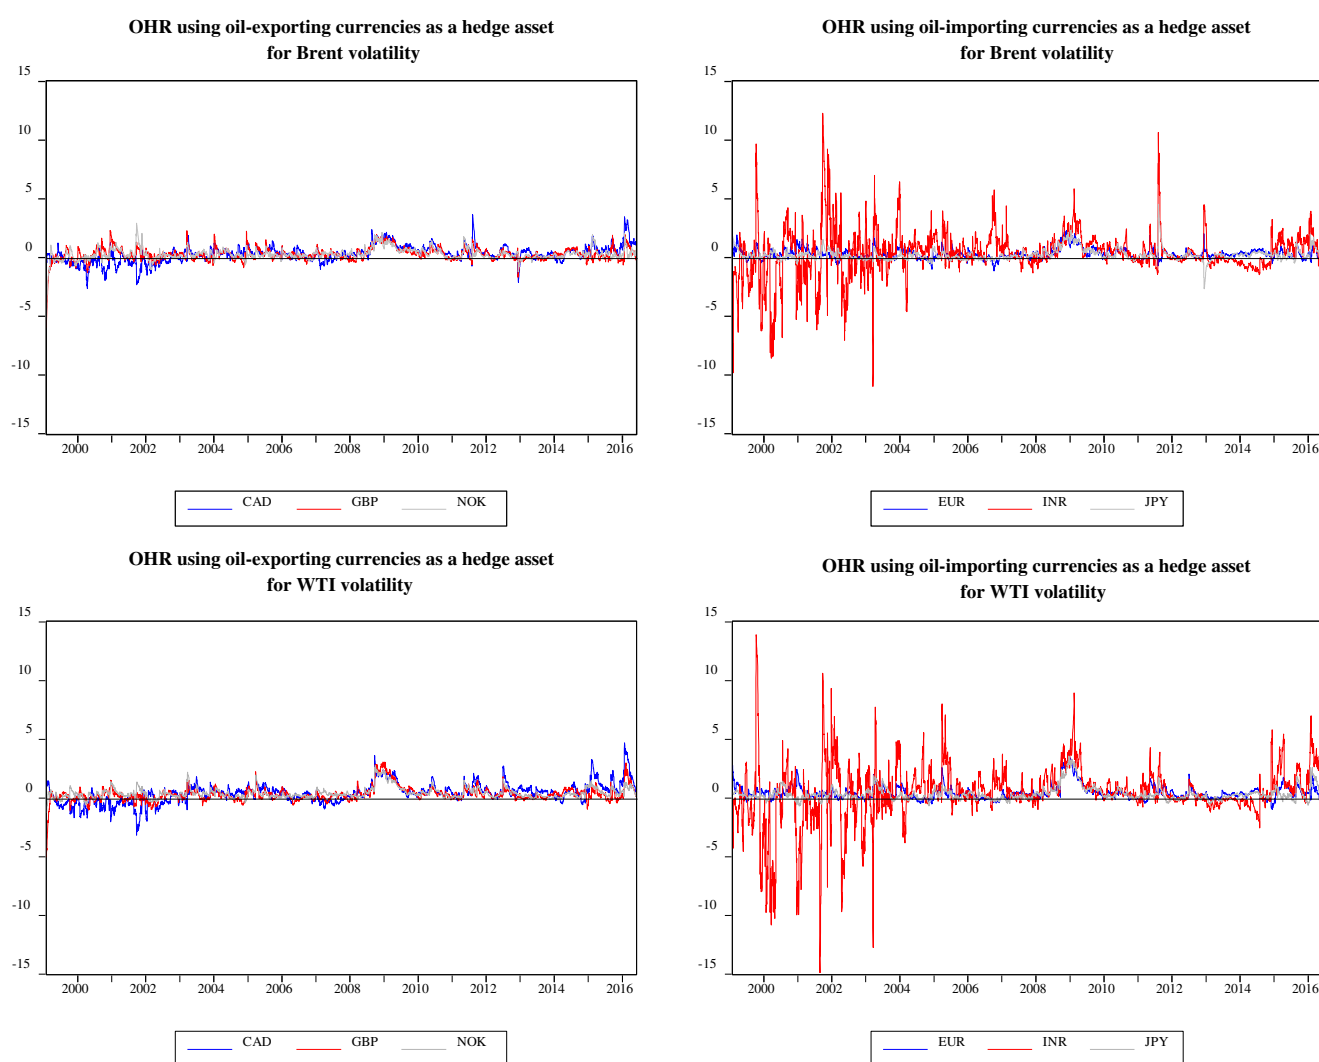 OHR using oil-exporting currencies as a hedge asset
for Brent volatility
15
10
5
0
-5
-10
-15
2000 2002 2004 2006 2008 2010 2012 2014 2016
CAD GBP NOK
OHR using oil-importing currencies as a hedge asset
for Brent volatility
15
10
5
0
-5
-10
-15
2000 2002 2004 2006 2008 2010 2012 2014 2016
EUR INR JPY
OHR using oil-exporting currencies as a hedge asset
for WTI volatility
15
10
5
0
-5
-10
-15
2000 2002 2004 2006 2008 2010 2012 2014 2016
CAD GBP NOK
OHR using oil-importing currencies as a hedge asset
for WTI volatility
15
10
5
0
-5
-10
-15
2000 2002 2004 2006 2008 2010 2012 2014 2016
EUR INR JPY